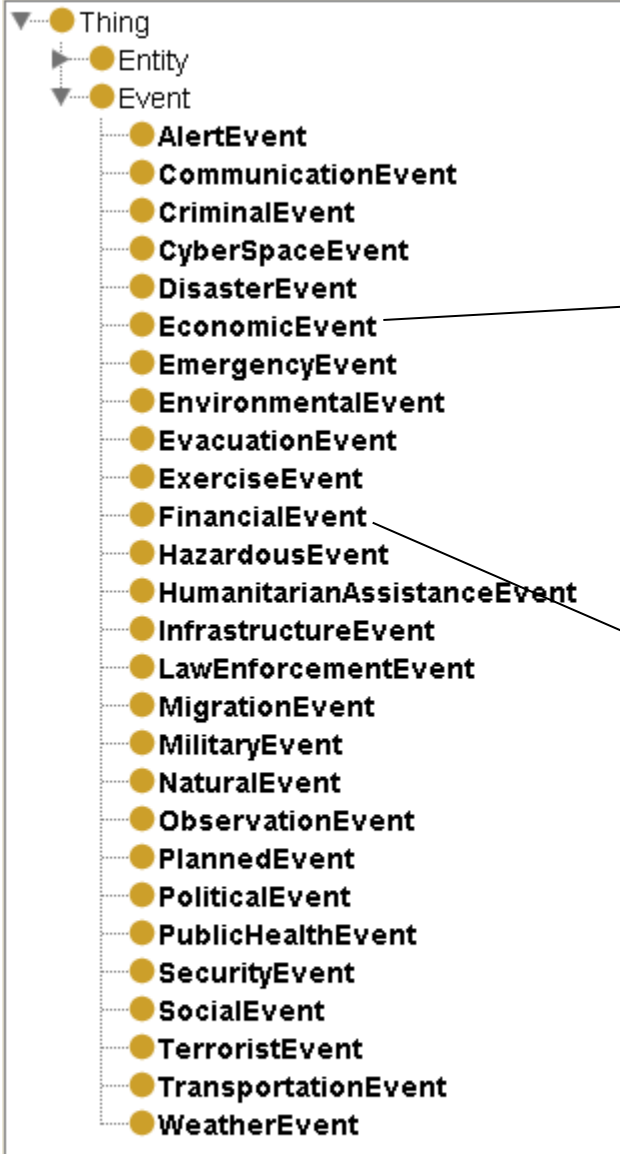 Thing
Entity
Event
AlertEvent
CommunicationEvent
CriminalEvent
CyberSpaceEvent
DisasterEvent
EconomicEvent
EmergencyEvent
EnvironmentalEvent
EvacuationEvent
ExerciseEvent
FinancialEvent
HazardousEvent
HumanitarianAssistanceEvent
InfrastructureEvent
LawEnforcementEvent
MigrationEvent
MilitaryEvent
NaturalEvent
ObservationEvent
PlannedEvent
PoliticalEvent
PublicHealthEvent
SecurityEvent
SocialEvent
TerroristEvent
TransportationEvent
WeatherEvent